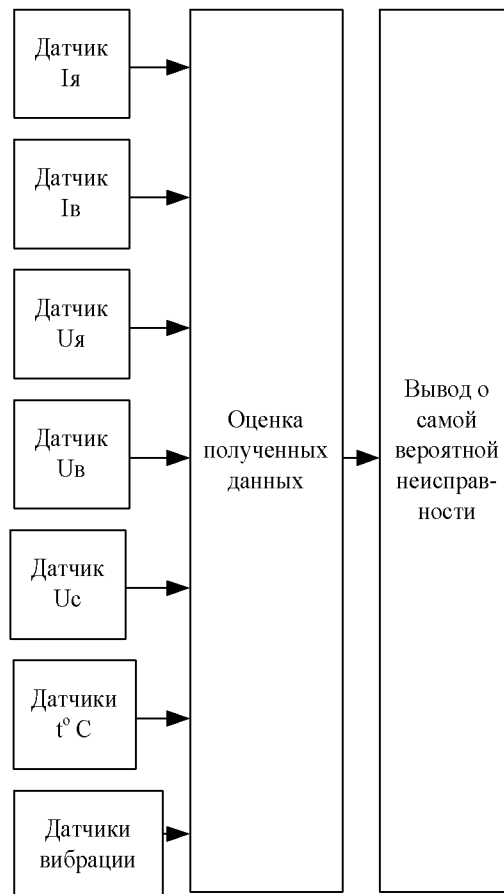 Датчик
Iя
Датчик
Iв
Датчик
Uя
Датчик
Uв
Датчик
Uс
Датчики
t° C
Датчики
вибрации
Оценка
полученных
данных
Вывод о
самой
вероятной
неисправ-
ности